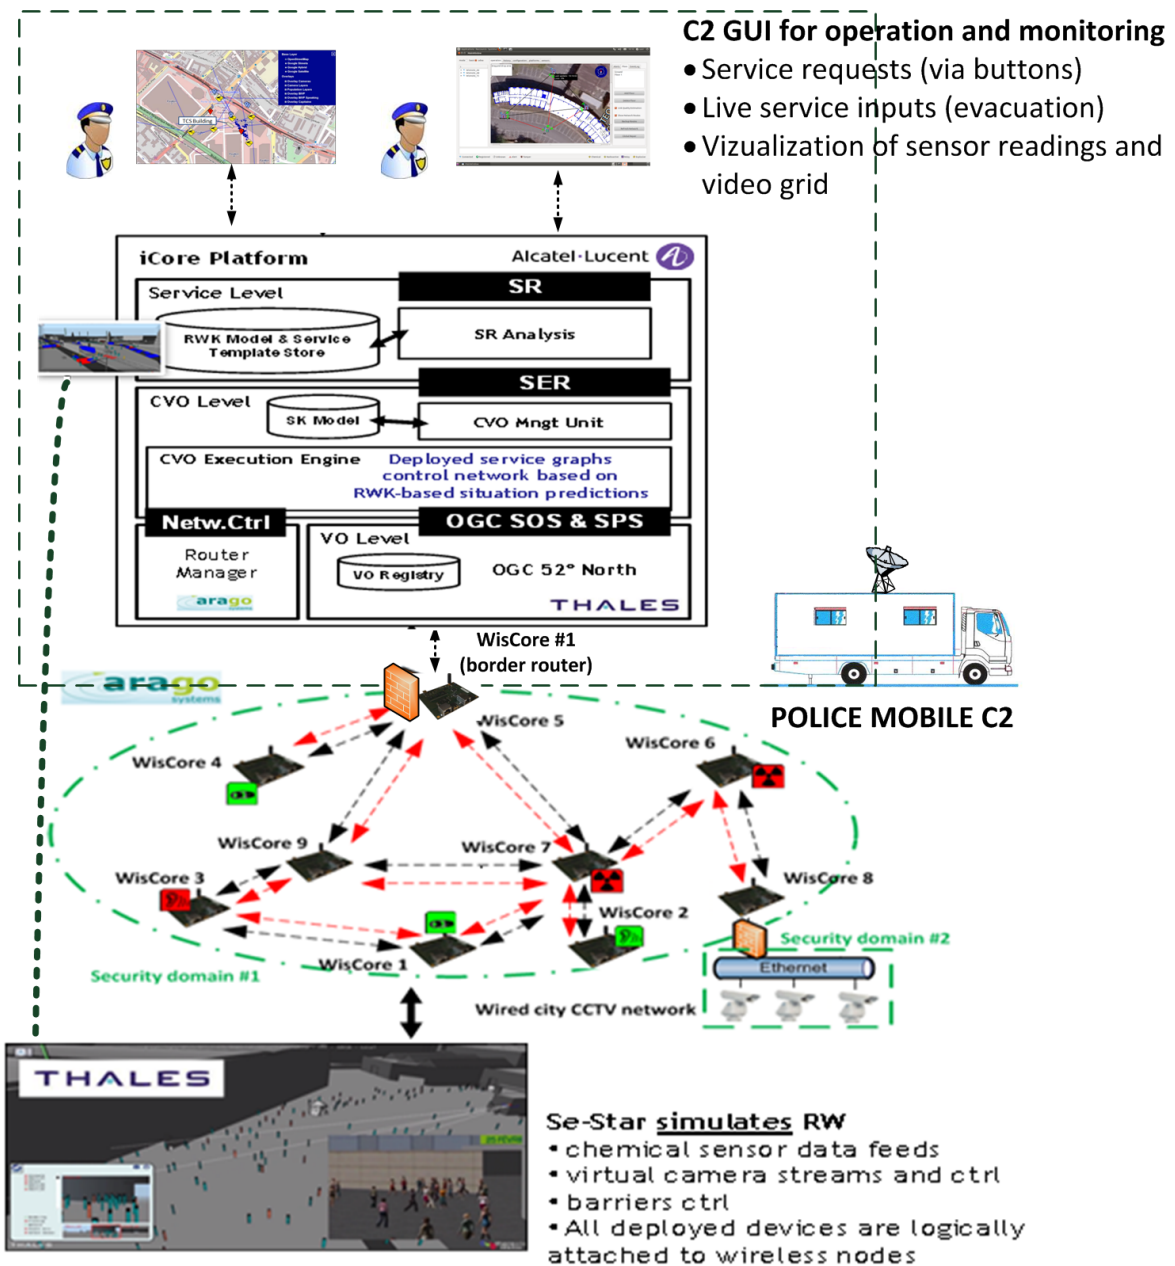 C2 GUI for operation and monitoring
• Service requests (via buttons)
• Live service inputs (evacuation)
• Vizualization of sensor readings and
video grid
TCS Building
iCore Platform
Alcatel·Lucent
Service Level
SR
RWK Model & Service
Template Store
SR Analysis
SER
CVO Level
SK Model
CVO Mngt Unit
CVO Execution Engine
Deployed service graphs
control network based on
RWK-based situation predictions
Netw.Ctrl
OGC SOS & SPS
Router
Manager
arago
systems
VO Level
VO Registry
OGC 52° North
THALES
WisCore #1
(border router)
arago
systems
POLICE MOBILE C2
WisCore 5
WisCore 4
WisCore 6
WisCore 9
WisCore 7
WisCore 3
WisCore 8
WisCore 2
WisCore 1
Security domain #1
Security domain #2
Ethernet
Wired city CCTV network
THALES
THALES
Se-Star simulates RW
• chemical sensor data feeds
• virtual camera streams and ctrl
• barriers ctrl
• All deployed devices are logically
attached to wireless nodes